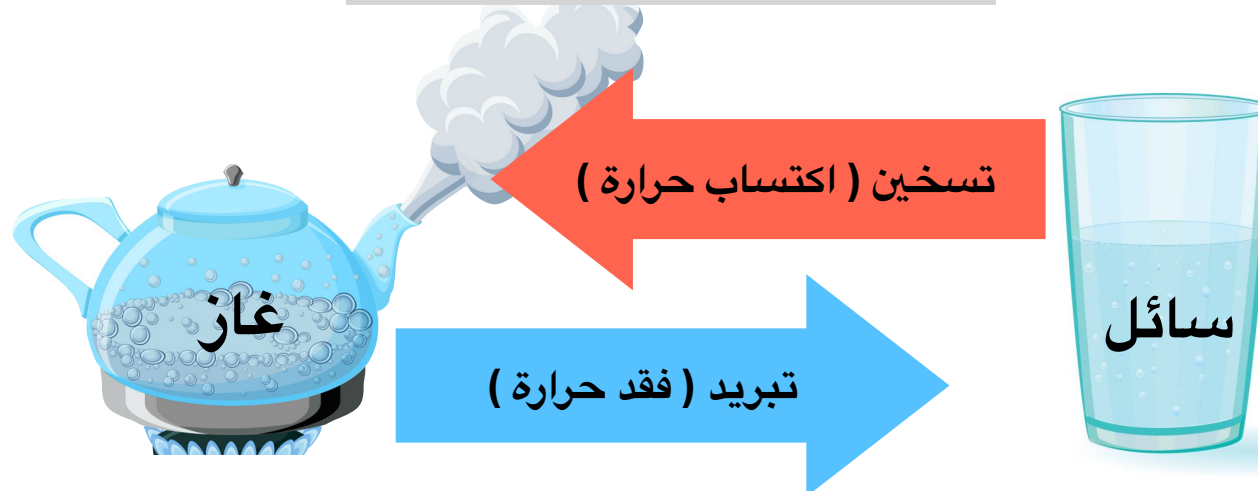 تسخين ( اكتساب حرارة )
سائل
غاز
تبريد ( فقد حرارة )